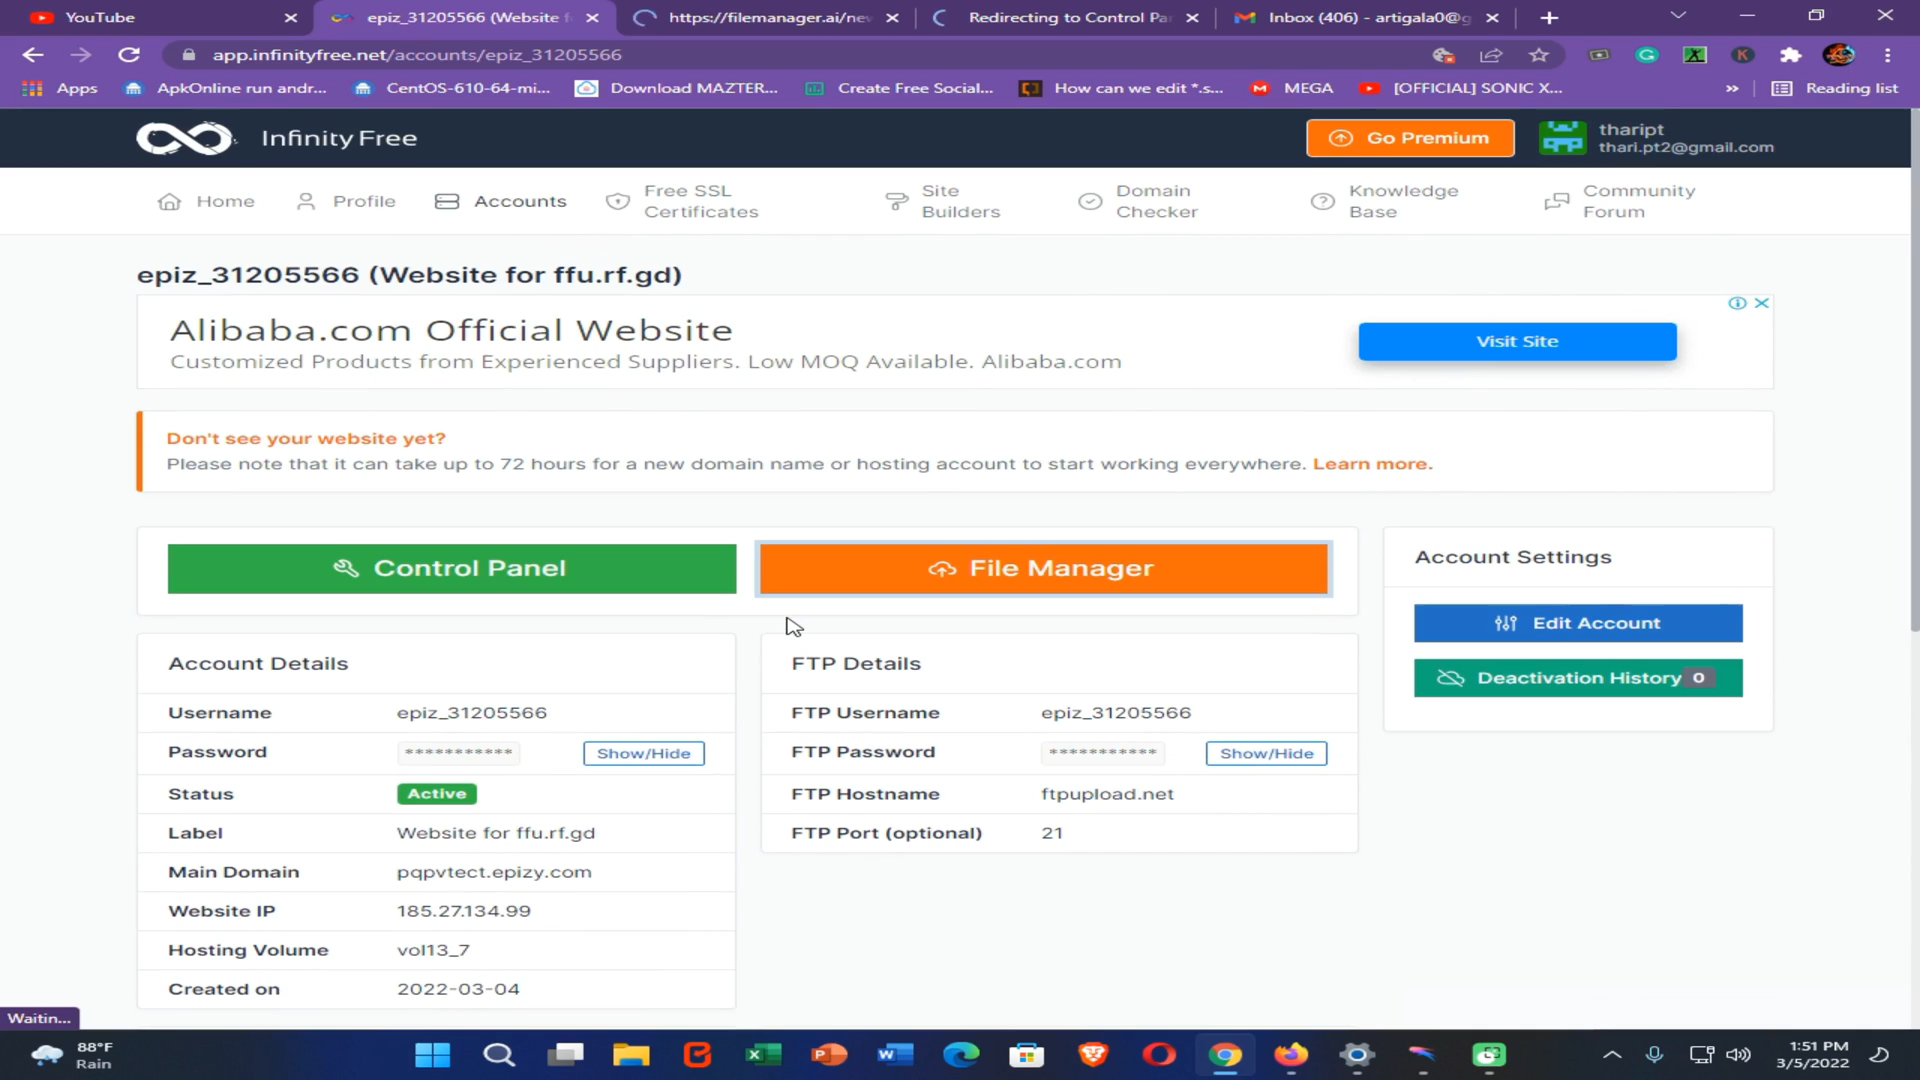 YouTube
epiz_31205566 (Website f
https://filemanager.ai/nev
Redirecting to Control Pa
Inbox (406) - artigala0@g
app.infinityfree.net/accounts/epiz_31205566
Apps
ApkOnline run andr...
CentOS-610-64-mi...
Download MAZTER...
Create Free Social...
How can we edit *.s...
MEGA
[OFFICIAL] SONIC X...
»
Reading list
Infinity Free
Go Premium
thaript
thari.pt2@gmail.com
Home
Profile
Accounts
Free SSL
Certificates
Site
Builders
Domain
Checker
Knowledge
Base
Community
Forum
epiz_31205566 (Website for ffu.rf.gd)
Alibaba.com Official Website
Customized Products from Experienced Suppliers. Low MOQ Available. Alibaba.com
Visit Site
Don't see your website yet?
Please note that it can take up to 72 hours for a new domain name or hosting account to start working everywhere. Learn more.
Control Panel
File Manager
Account Settings
Edit Account
Deactivation History 0
Account Details
Username epiz_31205566
Password *********** Show/Hide
Status Active
Label Website for ffu.rf.gd
Main Domain pqpvtect.epizy.com
Website IP 185.27.134.99
Hosting Volume vol13_7
Created on 2022-03-04
FTP Details
FTP Username epiz_31205566
FTP Password *********** Show/Hide
FTP Hostname ftpupload.net
FTP Port (optional) 21
Waitin...
88°F
Rain
1:51 PM
3/5/2022